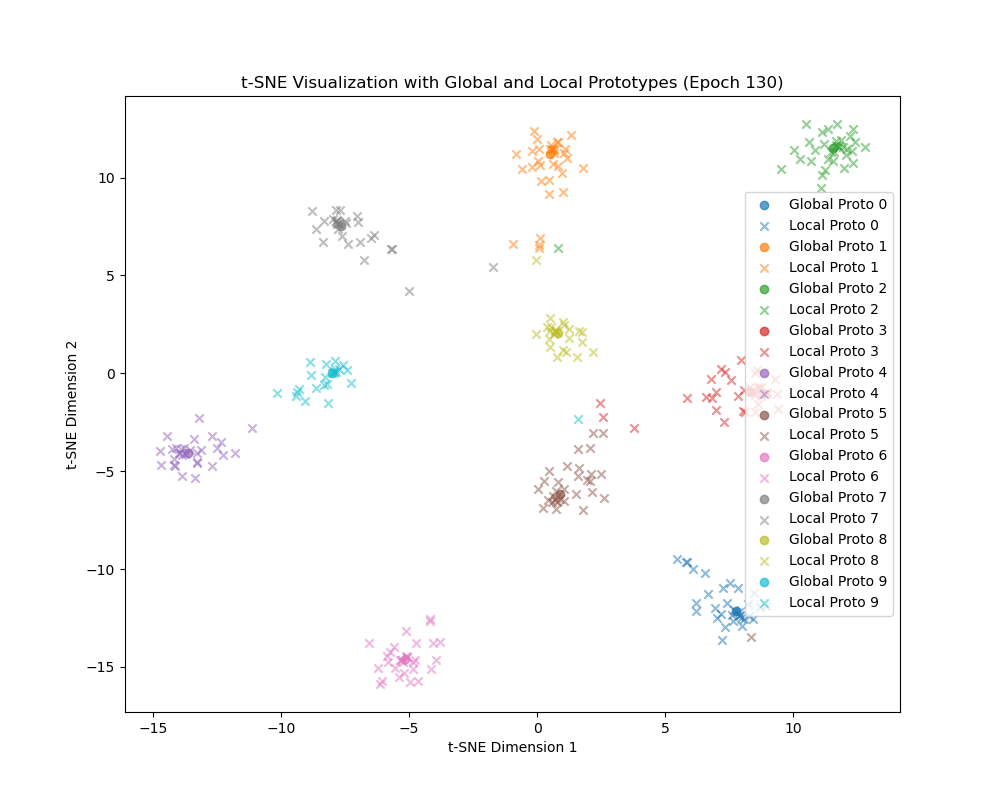 t-SNE Visualization with Global and Local Prototypes (Epoch 130)
t-SNE Dimension 2
10
5
0
−5
−10
−15
−15
−10
−5
0
5
10
t-SNE Dimension 1
Global Proto 0
Local Proto 0
Global Proto 1
Local Proto 1
Global Proto 2
Local Proto 2
Global Proto 3
Local Proto 3
Global Proto 4
Local Proto 4
Global Proto 5
Local Proto 5
Global Proto 6
Local Proto 6
Global Proto 7
Local Proto 7
Global Proto 8
Local Proto 8
Global Proto 9
Local Proto 9